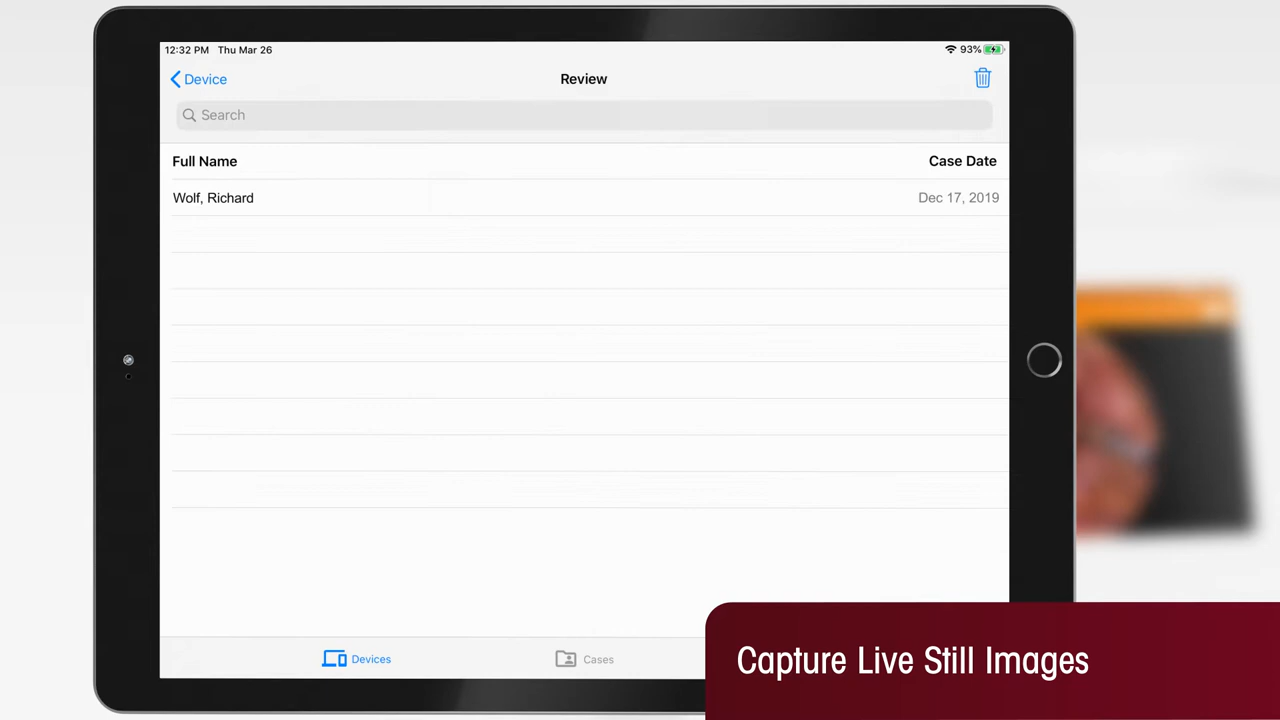 12:32 PM Thu Mar 26
93%
Device
Review
Search
Full Name
Case Date
Wolf, Richard
Dec 17, 2019
Devices
Cases
Capture Live Still Images